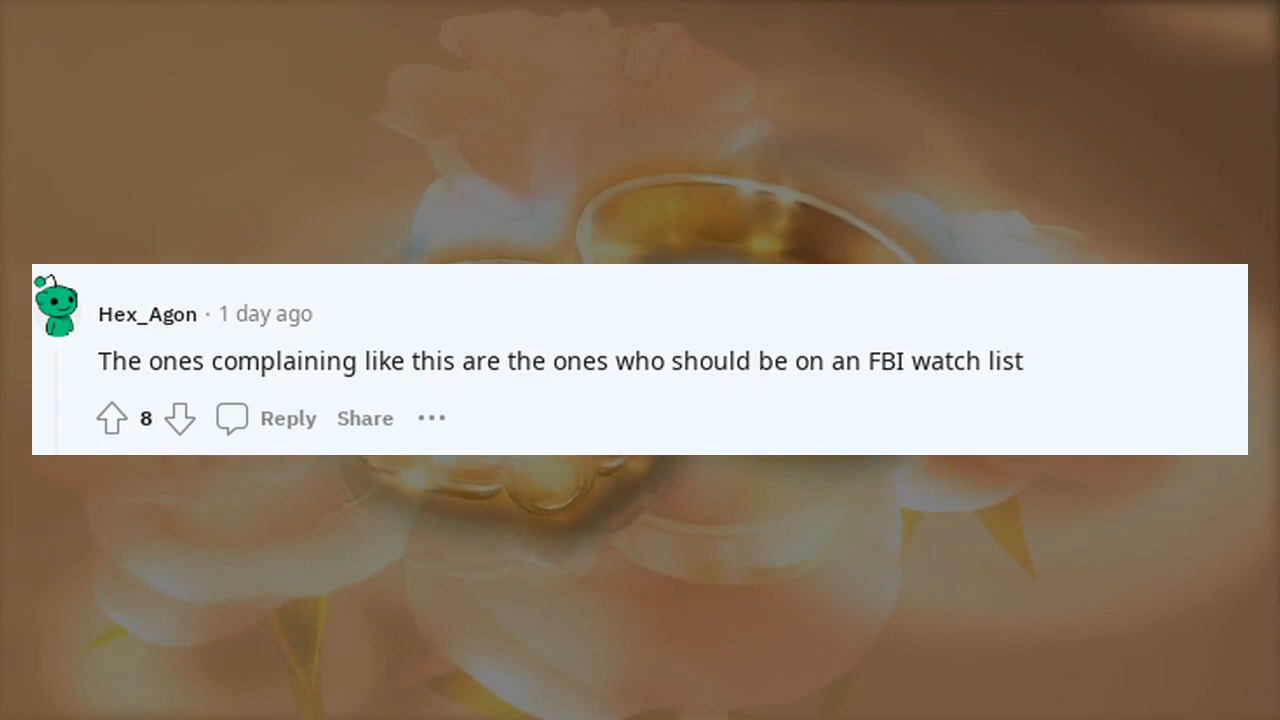 Hex_Agon · 1 day ago
The ones complaining like this are the ones who should be on an FBI watch list
8 Reply Share ···